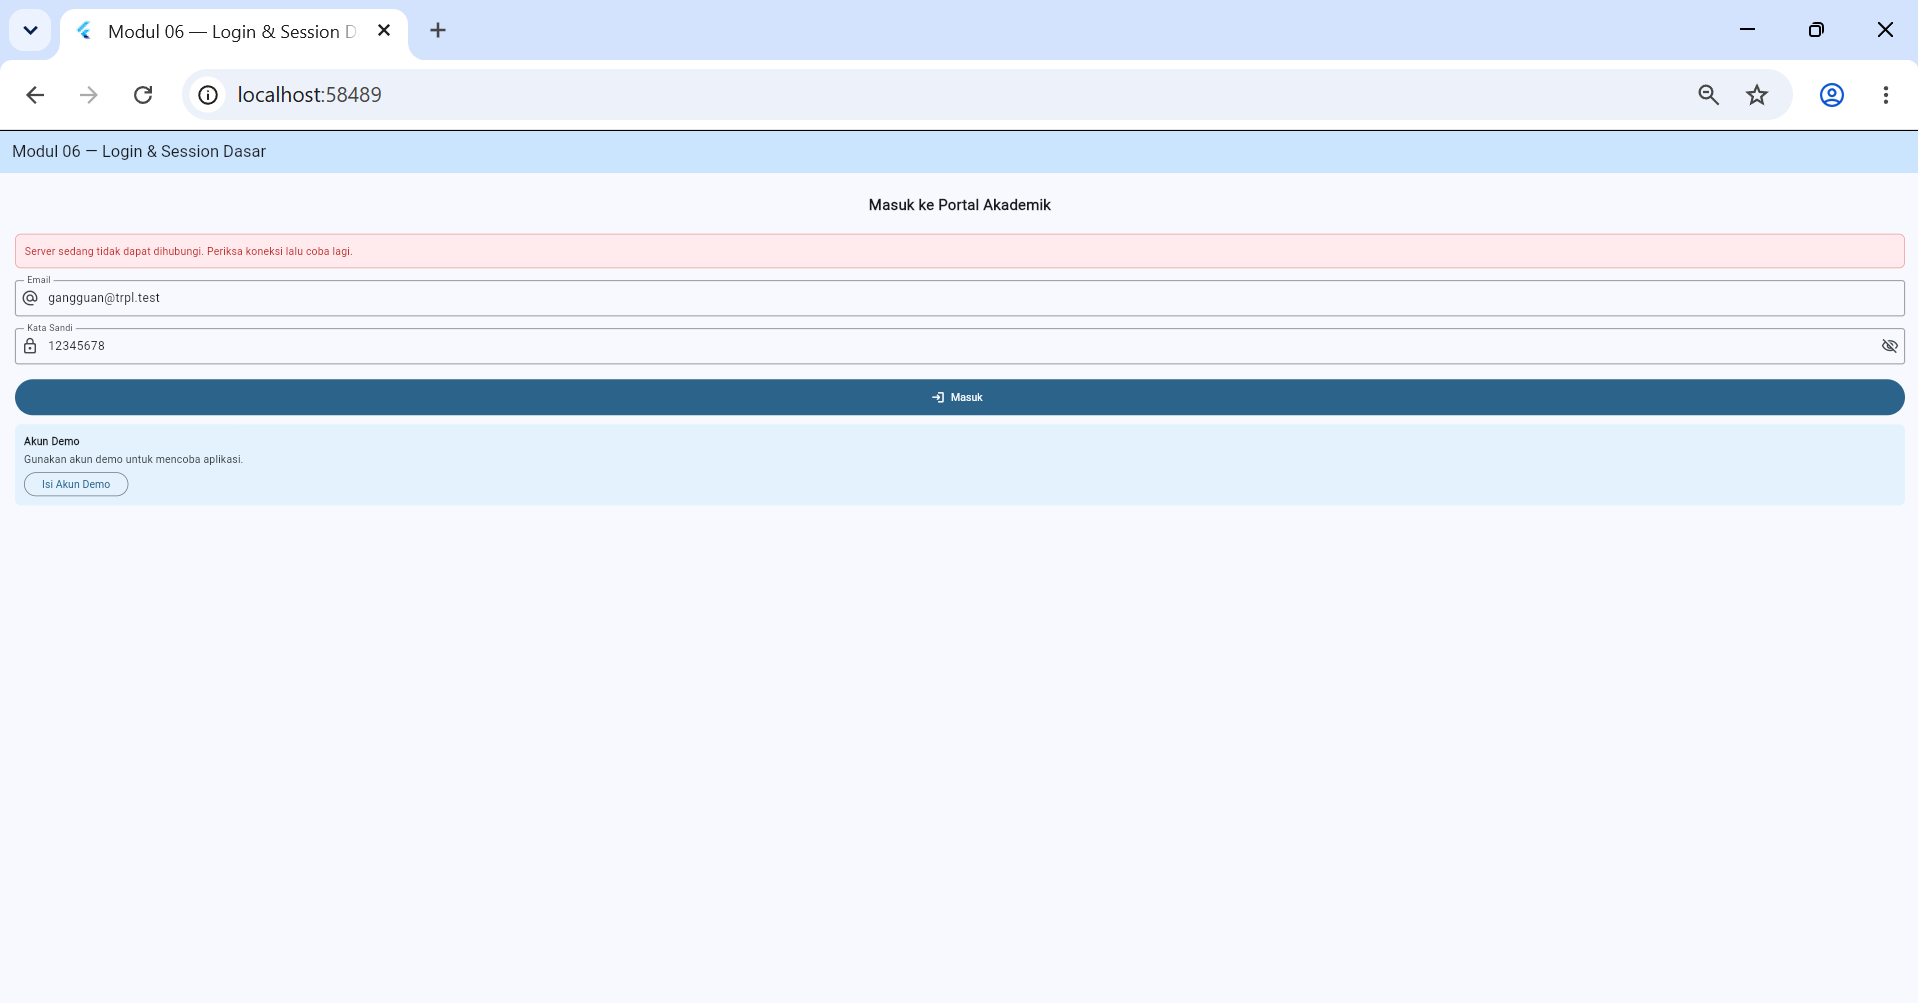 Modul 06 — Login & Session D
localhost:58489
Modul 06 — Login & Session Dasar
Masuk ke Portal Akademik
Server sedang tidak dapat dihubungi. Periksa koneksi lalu coba lagi.
Email
gangguan@trpl.test
Kata Sandi
12345678
Masuk
Akun Demo
Gunakan akun demo untuk mencoba aplikasi.
Isi Akun Demo